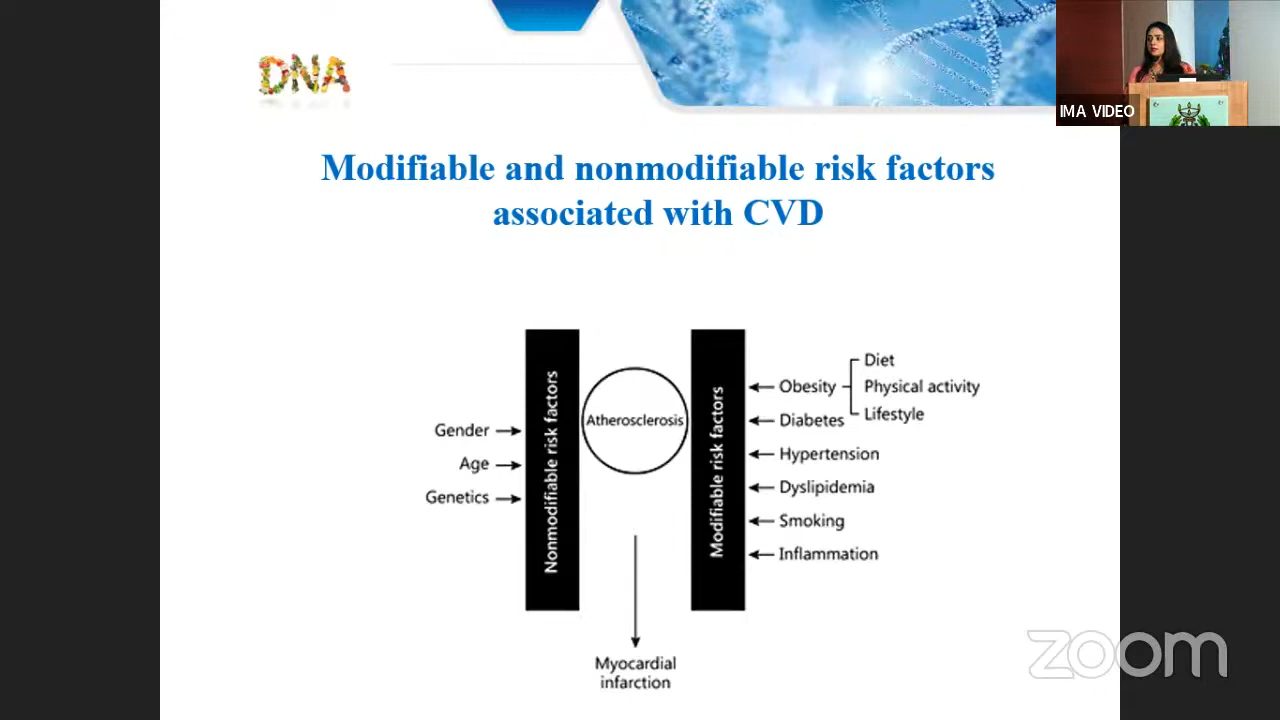 DNA
IMA VIDEO
Modifiable and nonmodifiable risk factors
associated with CVD
Gender
Age
Genetics
Nonmodifiable risk factors
Atherosclerosis
Modifiable risk factors
Obesity
Diabetes
Hypertension
Dyslipidemia
Smoking
Inflammation
Diet
Physical activity
Lifestyle
Myocardial
infarction
zoom